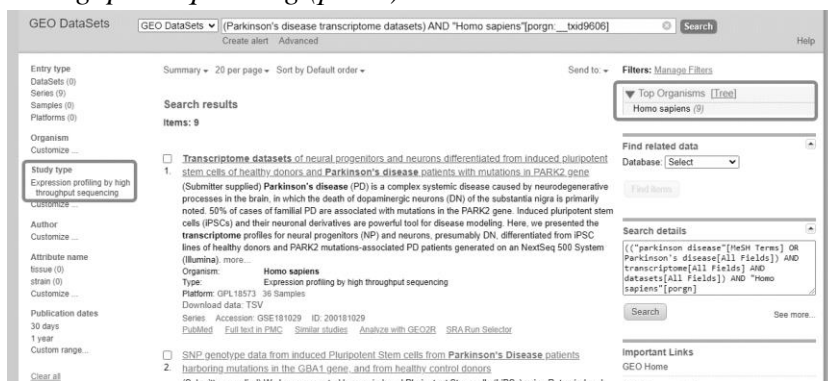 GEO DataSets
GEO DataSets
(Parkinson's disease transcriptome datasets) AND "Homo sapiens"[porgn:__txid9606]
Search
Create alert Advanced
Help
Entry type
DataSets (0)
Series (9)
Samples (0)
Platforms (0)
Organism
Customize ...
Study type
Expression profiling by high
throughput sequencing
Customize ...
Author
Customize ...
Attribute name
tissue (0)
strain (0)
Customize ...
Publication dates
30 days
1 year
Custom range...
Clear all
Summary 20 per page Sort by Default order
Send to:
Search results
Items: 9
Transcriptome datasets of neural progenitors and neurons differentiated from induced pluripotent
1. stem cells of healthy donors and Parkinson's disease patients with mutations in PARK2 gene
(Submitter supplied) Parkinson's disease (PD) is a complex systemic disease caused by neurodegenerative
processes in the brain, in which the death of dopaminergic neurons (DN) of the substantia nigra is primarily
noted. 50% of cases of familial PD are associated with mutations in the PARK2 gene. Induced pluripotent stem
cells (iPSCs) and their neuronal derivatives are powerful tool for disease modeling. Here, we presented the
transcriptome profiles for neural progenitors (NP) and neurons, presumably DN, differentiated from iPSC
lines of healthy donors and PARK2 mutations-associated PD patients generated on an NextSeq 500 System
(Illumina). more...
Organism: Homo sapiens
Type: Expression profiling by high throughput sequencing
Platform: GPL18573 36 Samples
Download data: TSV
Series Accession: GSE181029 ID: 200181029
PubMed Full text in PMC Similar studies Analyze with GEO2R SRA Run Selector
SNP genotype data from induced Pluripotent Stem cells from Parkinson's Disease patients
2. harboring mutations in the GBA1 gene, and from healthy control donors
Filters: Manage Filters
Top Organisms [Tree]
Homo sapiens (9)
Find related data
Database: Select
Find items
Search details
(("parkinson disease"[MeSH Terms] OR
Parkinson's disease[All Fields]) AND
transcriptome[All Fields] AND
datasets[All Fields]) AND "Homo
sapiens"[porgn]
Search
See more...
Important Links
GEO Home